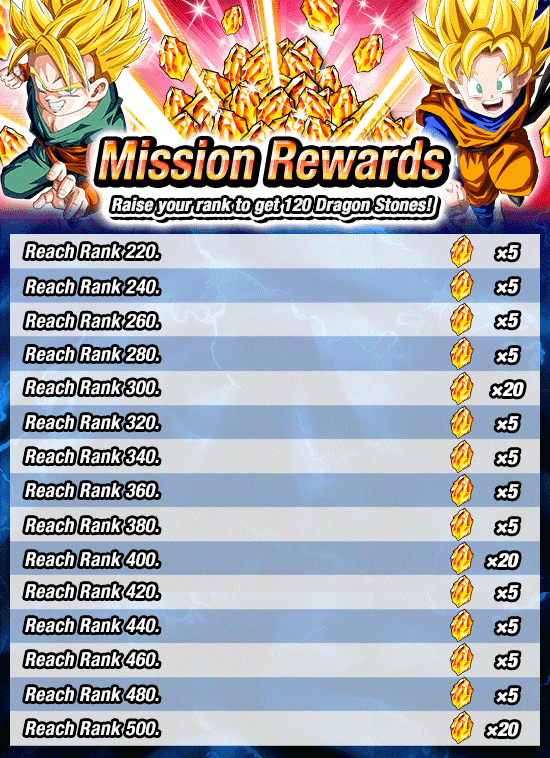 Mission Rewards
Raise your rank to get 120 Dragon Stones!
Reach Rank 220. ×5
Reach Rank 240. ×5
Reach Rank 260. ×5
Reach Rank 280. ×5
Reach Rank 300. ×20
Reach Rank 320. ×5
Reach Rank 340. ×5
Reach Rank 360. ×5
Reach Rank 380. ×5
Reach Rank 400. ×20
Reach Rank 420. ×5
Reach Rank 440. ×5
Reach Rank 460. ×5
Reach Rank 480. ×5
Reach Rank 500. ×20